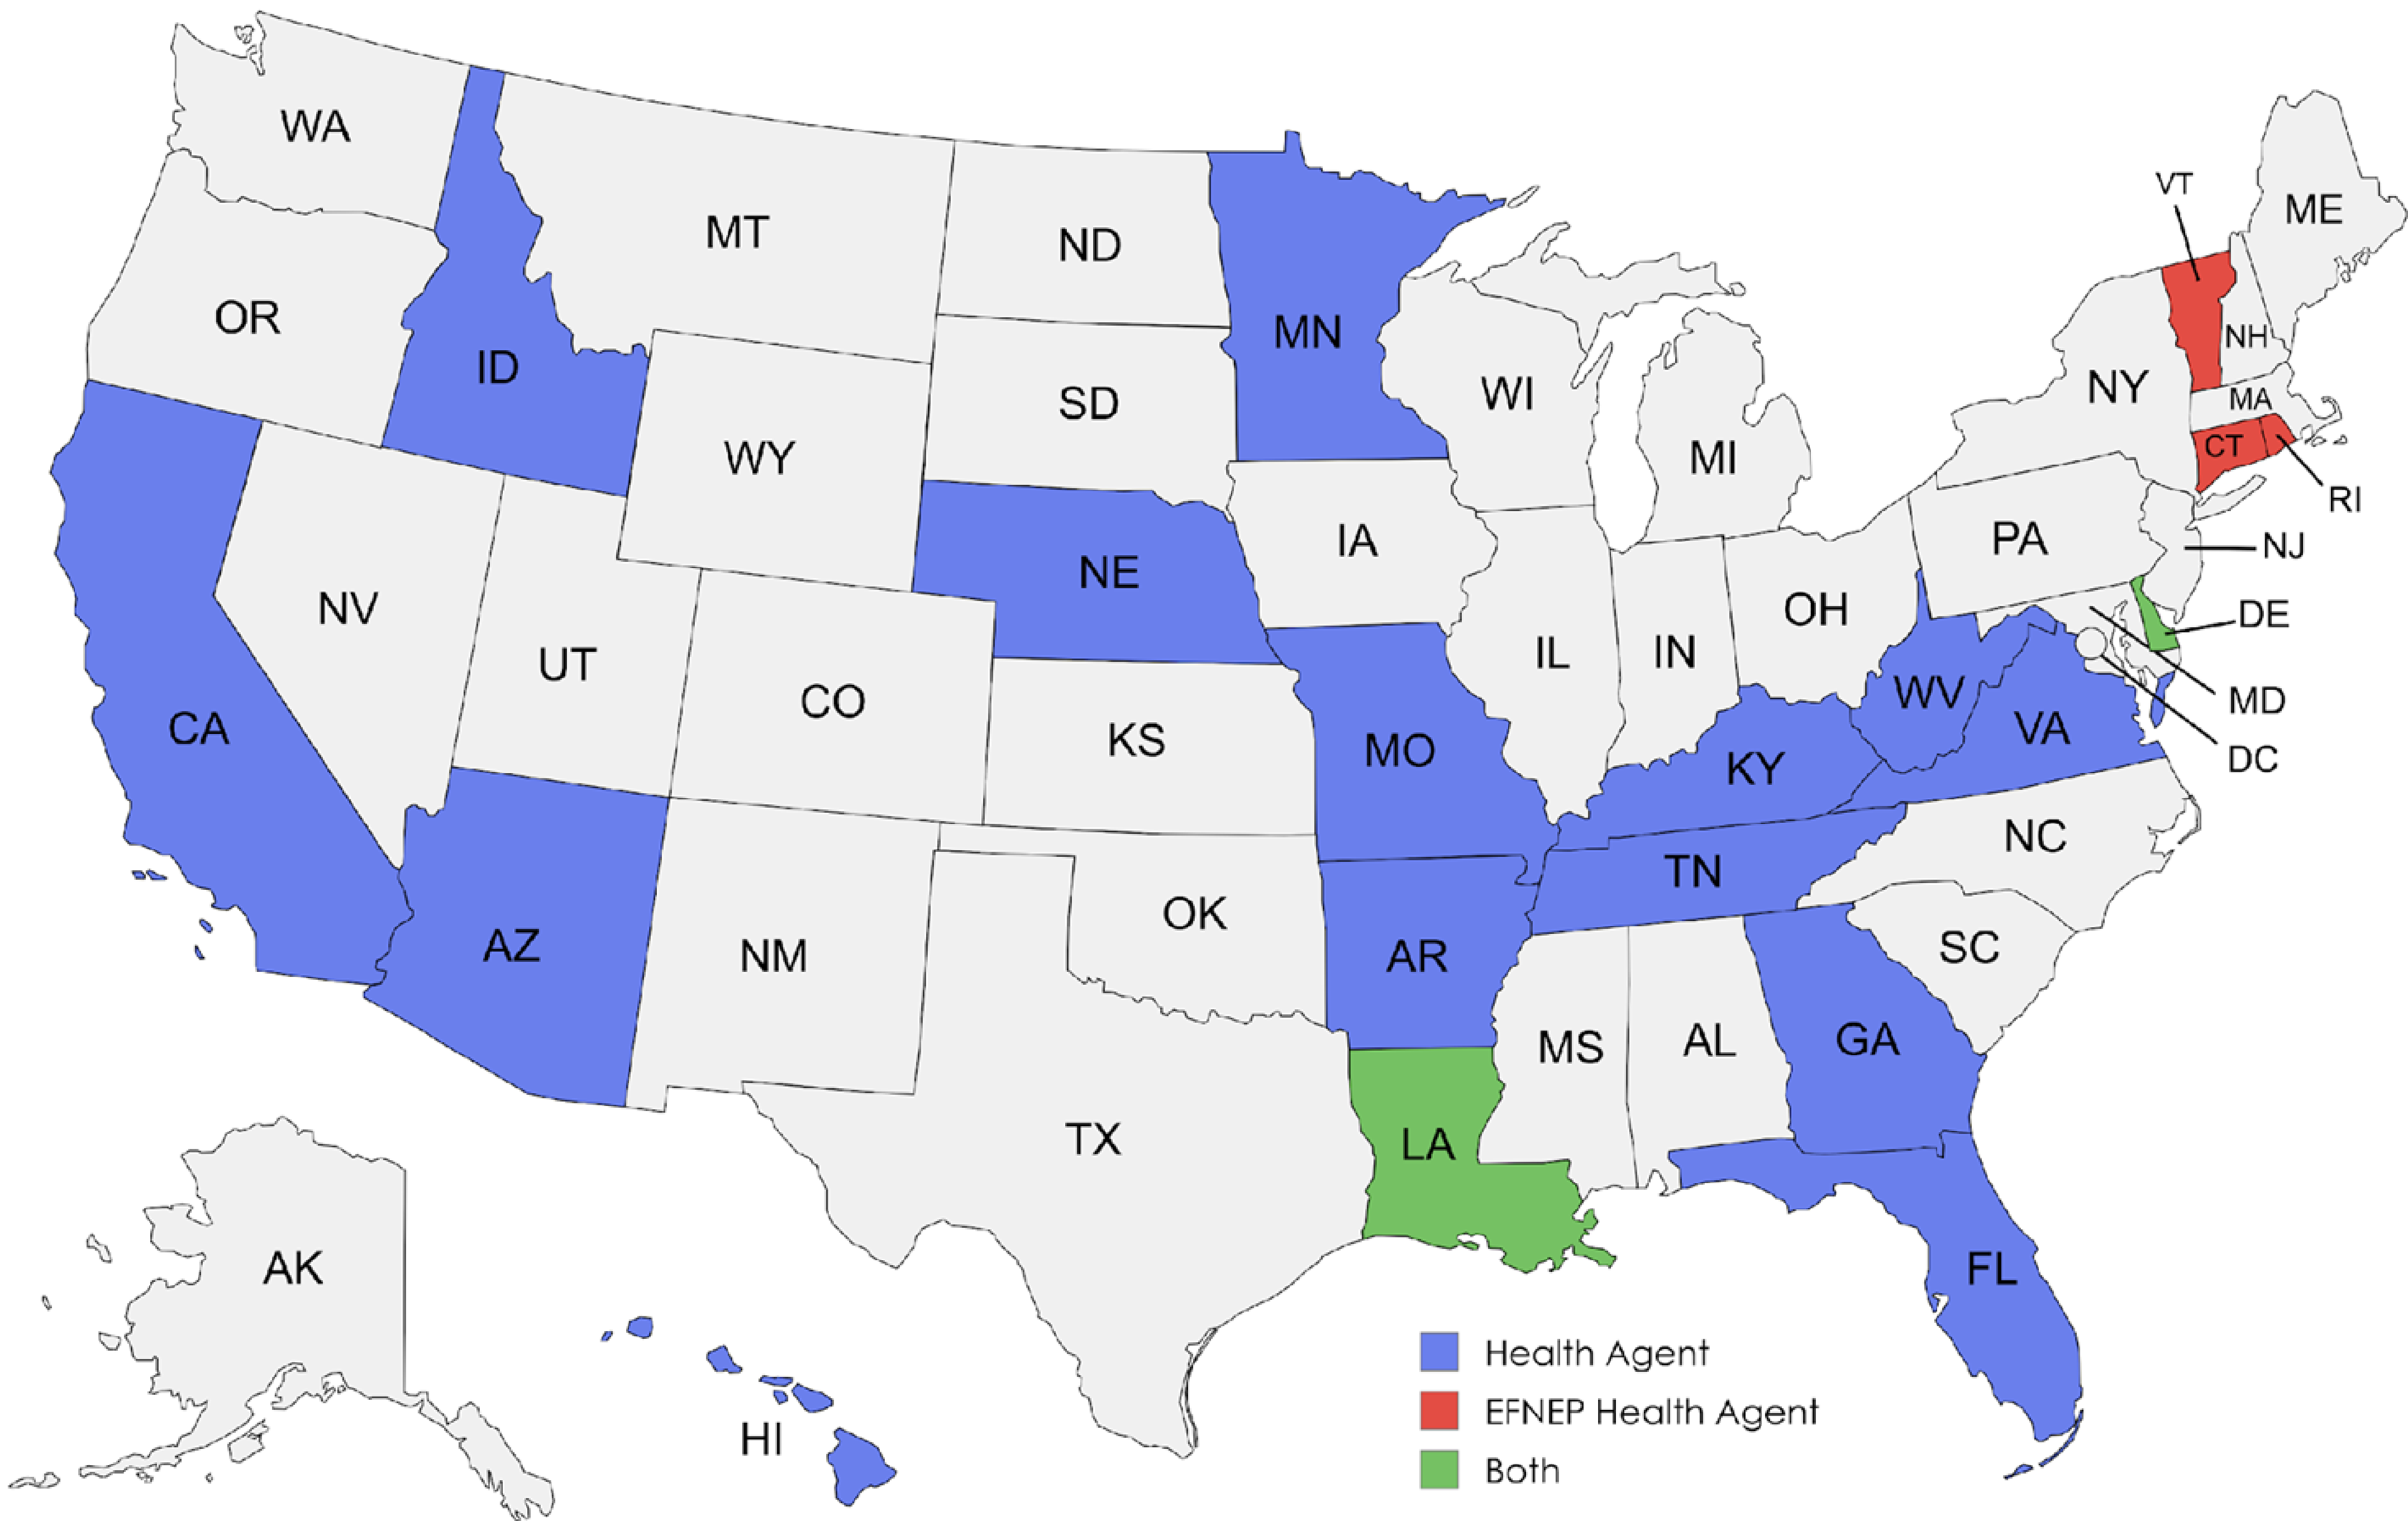 WA
MT
ND
MN
VT
ME
OR
ID
SD
WI
MI
NY
NH
MA
CT
RI
WY
IA
PA
NJ
NE
NV
UT
CO
IL
IN
OH
DE
MD
DC
CA
KS
MO
KY
WV
VA
AZ
NM
OK
AR
TN
NC
SC
MS
AL
GA
TX
LA
FL
AK
HI
Health Agent
EFNEP Health Agent
Both